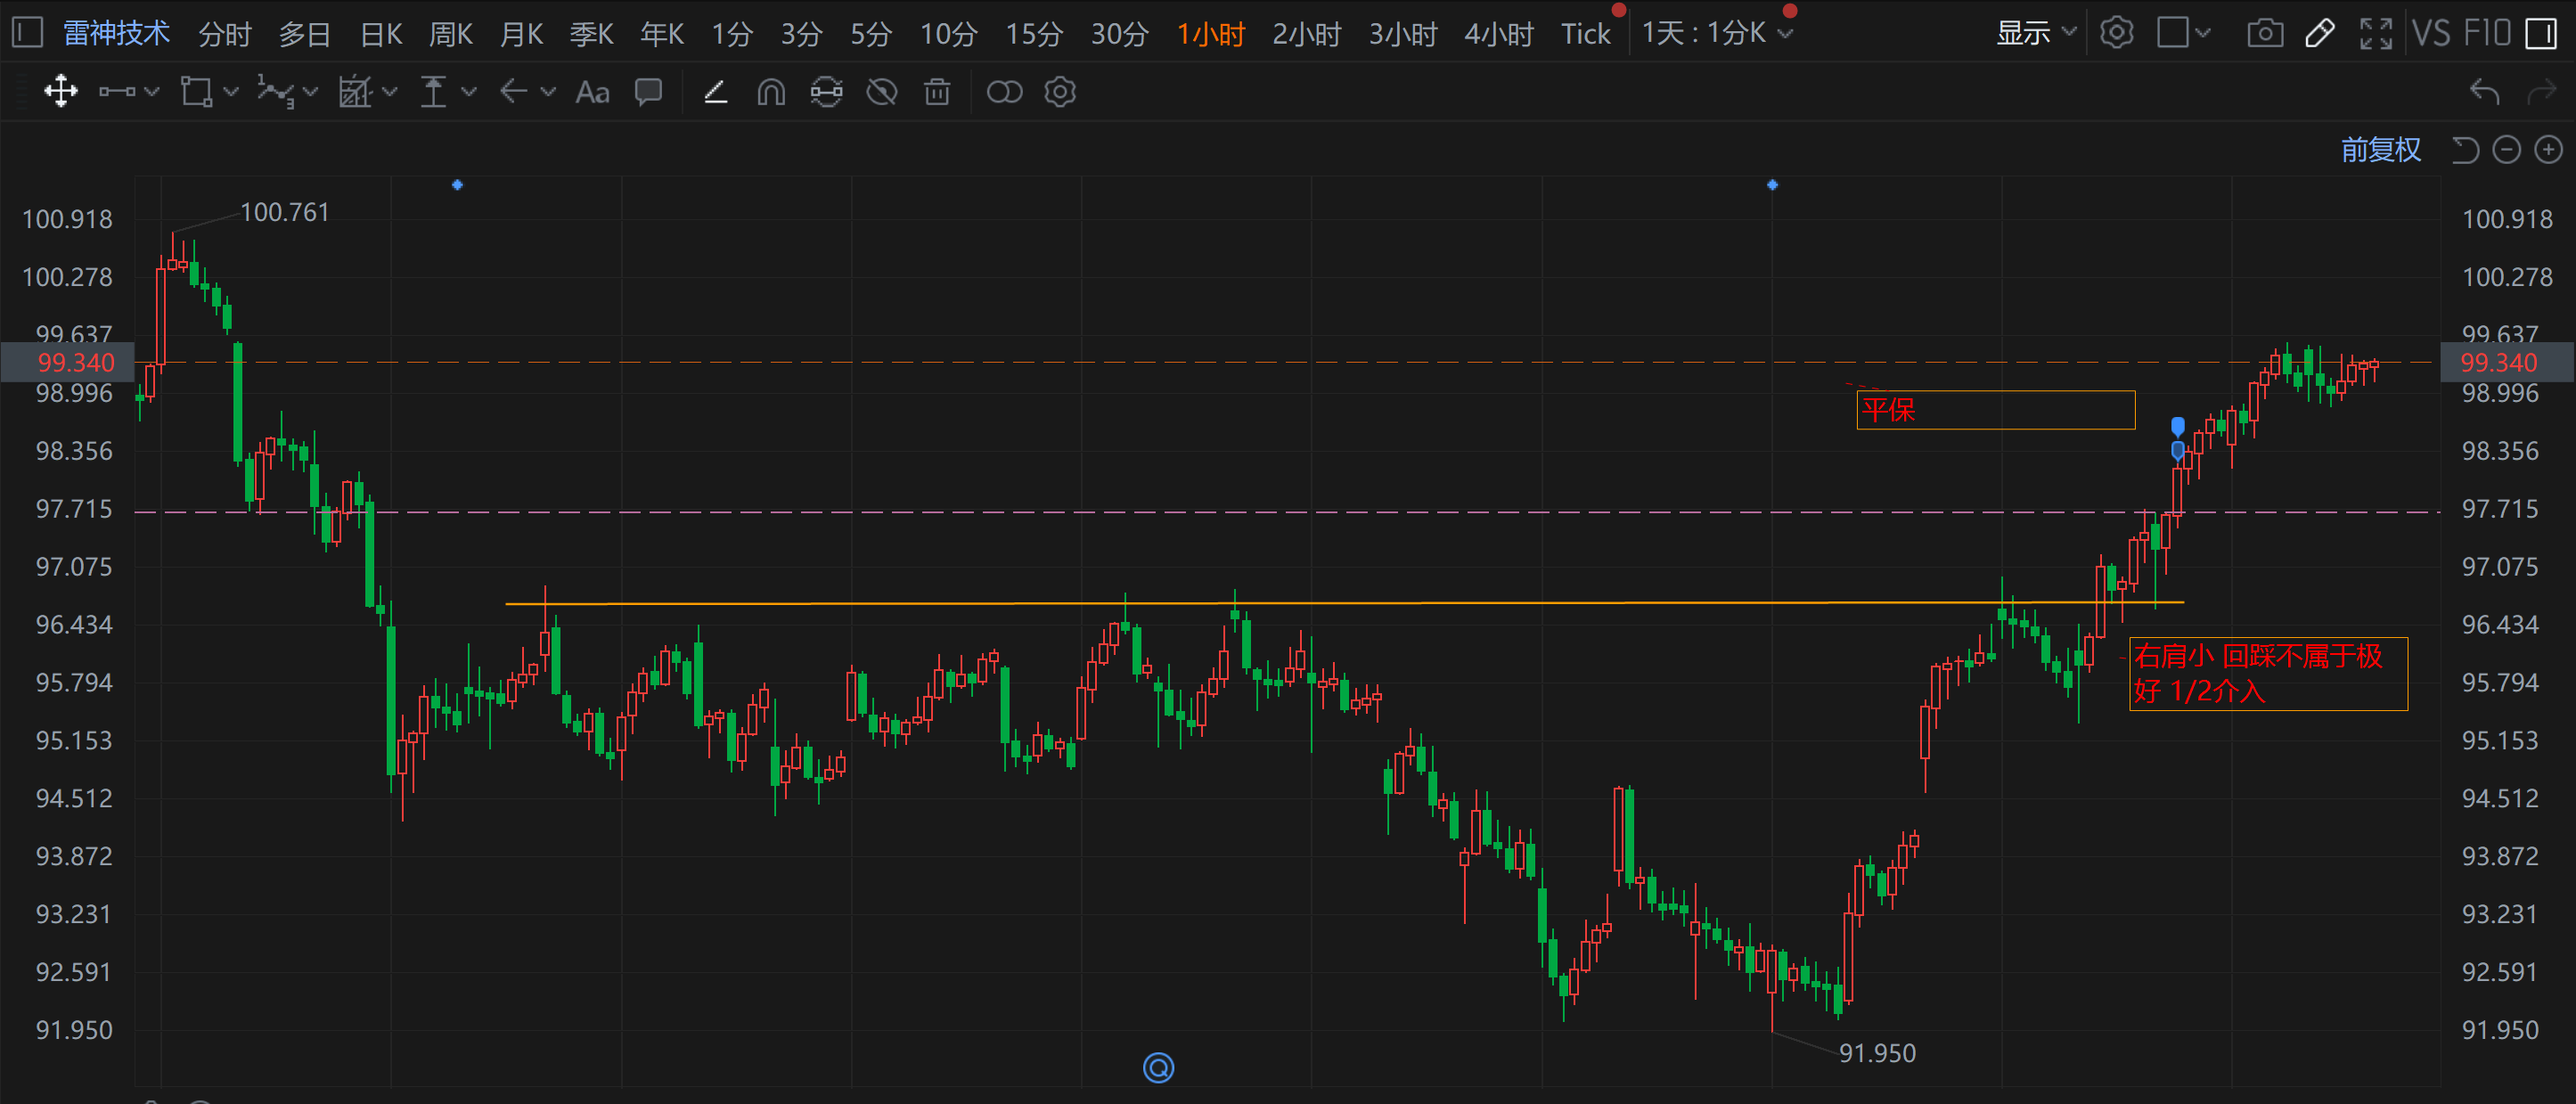 雷神技术 分时 多日 日K 周K 月K 季K 年K 1分 3分 5分 10分 15分 30分 1小时 2小时 3小时 4小时 Tick 1天 : 1分K 显示 VS F10
Aa
前复权
100.918 100.761 100.918
100.278 100.278
99.637 99.637
99.340 99.340
98.996 98.996
平保
98.356 98.356
97.715 97.715
97.075 97.075
96.434 96.434
右肩小 回踩不属于极
好 1/2介入
95.794 95.794
95.153 95.153
94.512 94.512
93.872 93.872
93.231 93.231
92.591 92.591
91.950 91.950
91.950